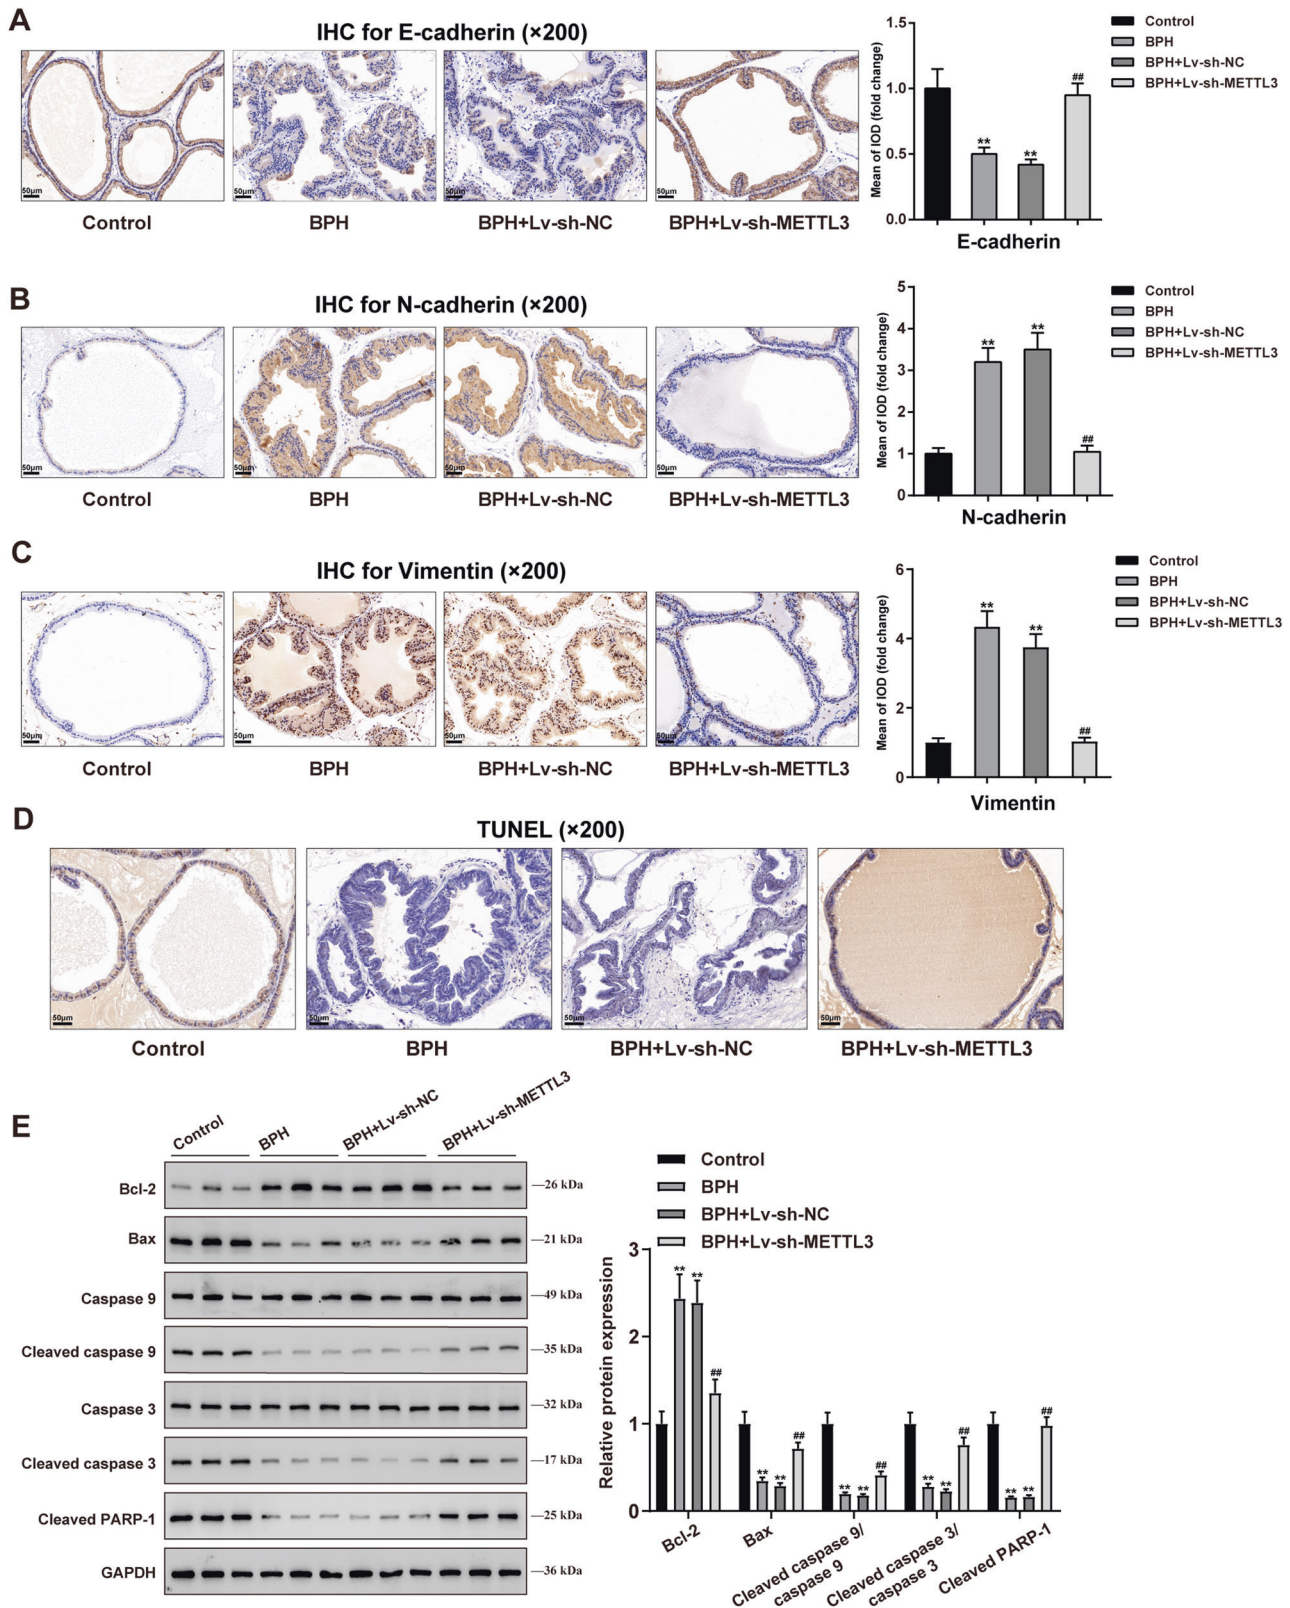 A
IHC for E-cadherin (×200)
50μm
50μm
50μm
50μm
Control
BPH
BPH+Lv-sh-NC
BPH+Lv-sh-METTL3
Mean of IOD (fold change)
1.5
1.0
0.5
0.0
**
**
##
E-cadherin
Control
BPH
BPH+Lv-sh-NC
BPH+Lv-sh-METTL3
B
IHC for N-cadherin (×200)
50μm
50μm
50μm
50μm
Control
BPH
BPH+Lv-sh-NC
BPH+Lv-sh-METTL3
Mean of IOD (fold change)
5
4
3
2
1
0
**
**
##
N-cadherin
Control
BPH
BPH+Lv-sh-NC
BPH+Lv-sh-METTL3
C
IHC for Vimentin (×200)
50μm
50μm
50μm
50μm
Control
BPH
BPH+Lv-sh-NC
BPH+Lv-sh-METTL3
Mean of IOD (fold change)
6
4
2
0
**
**
##
Vimentin
Control
BPH
BPH+Lv-sh-NC
BPH+Lv-sh-METTL3
D
TUNEL (×200)
50μm
50μm
50μm
50μm
Control
BPH
BPH+Lv-sh-NC
BPH+Lv-sh-METTL3
E
Control
BPH
BPH+Lv-sh-NC
BPH+Lv-sh-METTL3
Bcl-2
—26 kDa
Bax
—21 kDa
Caspase 9
—49 kDa
Cleaved caspase 9
—35 kDa
Caspase 3
—32 kDa
Cleaved caspase 3
—17 kDa
Cleaved PARP-1
—25 kDa
GAPDH
—36 kDa
Control
BPH
BPH+Lv-sh-NC
BPH+Lv-sh-METTL3
Relative protein expression
3
2
1
0
**
**
##
**
**
##
**
**
##
**
**
##
**
**
##
Bcl-2
Bax
Cleaved caspase 9/
caspase 9
Cleaved caspase 3/
caspase 3
Cleaved PARP-1